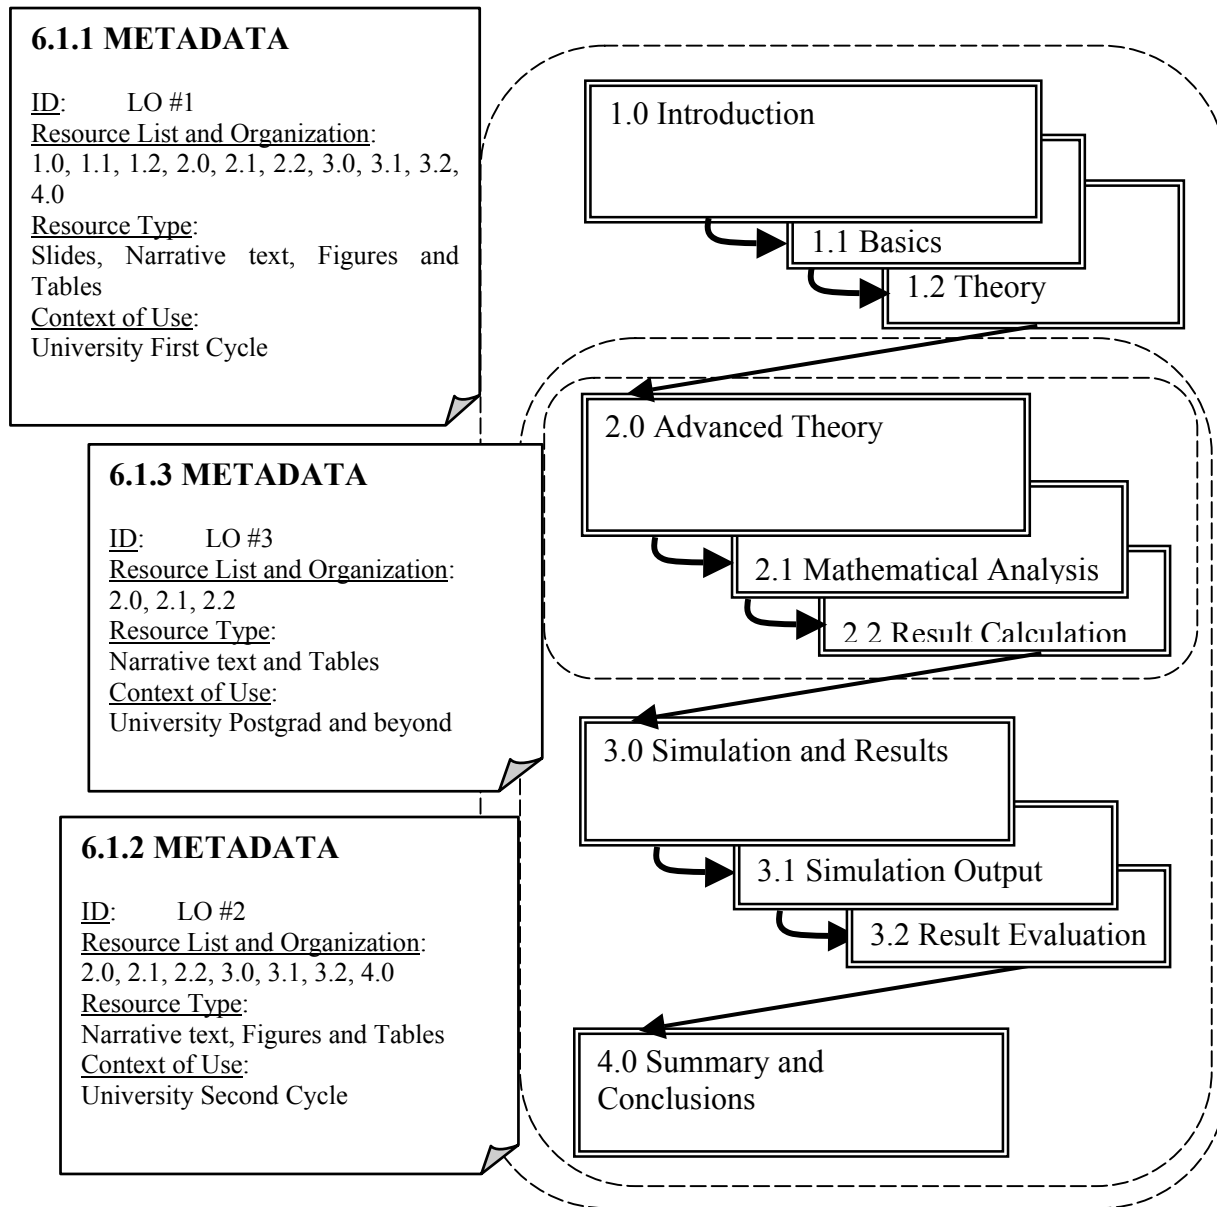 6.1.1 METADATA
ID: LO #1
Resource List and Organization:
1.0, 1.1, 1.2, 2.0, 2.1, 2.2, 3.0, 3.1, 3.2,
4.0
Resource Type:
Slides, Narrative text, Figures and
Tables
Context of Use:
University First Cycle
6.1.3 METADATA
ID: LO #3
Resource List and Organization:
2.0, 2.1, 2.2
Resource Type:
Narrative text and Tables
Context of Use:
University Postgrad and beyond
6.1.2 METADATA
ID: LO #2
Resource List and Organization:
2.0, 2.1, 2.2, 3.0, 3.1, 3.2, 4.0
Resource Type:
Narrative text, Figures and Tables
Context of Use:
University Second Cycle
1.0 Introduction
1.1 Basics
1.2 Theory
2.0 Advanced Theory
2.1 Mathematical Analysis
2.2 Result Calculation
3.0 Simulation and Results
3.1 Simulation Output
3.2 Result Evaluation
4.0 Summary and
Conclusions